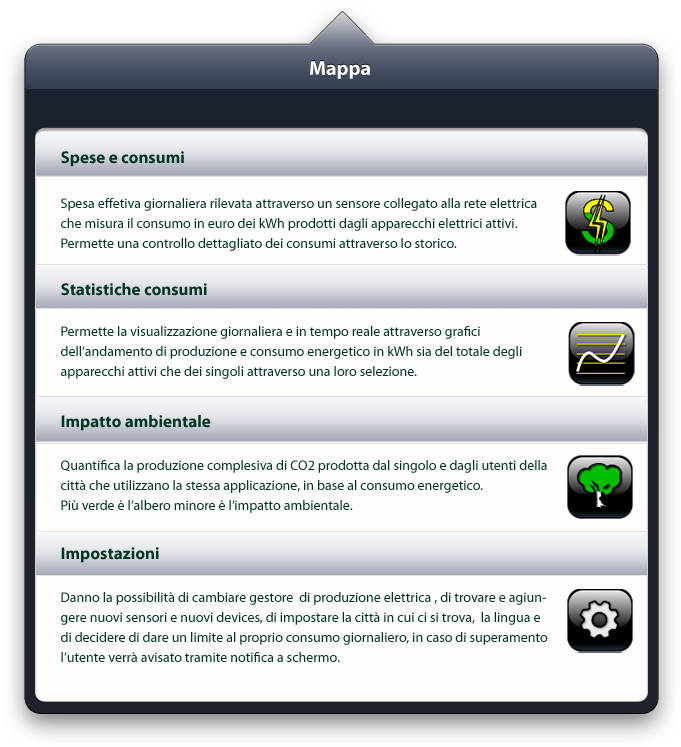 Mappa
Spese e consumi
Spesa effetiva giornaliera rilevata attraverso un sensore collegato alla rete elettrica
che misura il consumo in euro dei kWh prodotti dagli apparecchi elettrici attivi.
Permette una controllo dettagliato dei consumi attraverso lo storico.
Statistiche consumi
Permette la visualizzazione giornaliera e in tempo reale attraverso grafici
dell'andamento di produzione e consumo energetico in kWh sia del totale degli
apparecchi attivi che dei singoli attraverso una loro selezione.
Impatto ambientale
Quantifica la produzione complesiva di CO2 prodotta dal singolo e dagli utenti della
città che utilizzano la stessa applicazione, in base al consumo energetico.
Più verde è l'albero minore è l'impatto ambientale.
Impostazioni
Danno la possibilità di cambiare gestore  di produzione elettrica , di trovare e agiun-
gere nuovi sensori e nuovi devices, di impostare la città in cui ci si trova,  la lingua e
di decidere di dare un limite al proprio consumo giornaliero, in caso di superamento
l'utente verrà avisato tramite notifica a schermo.